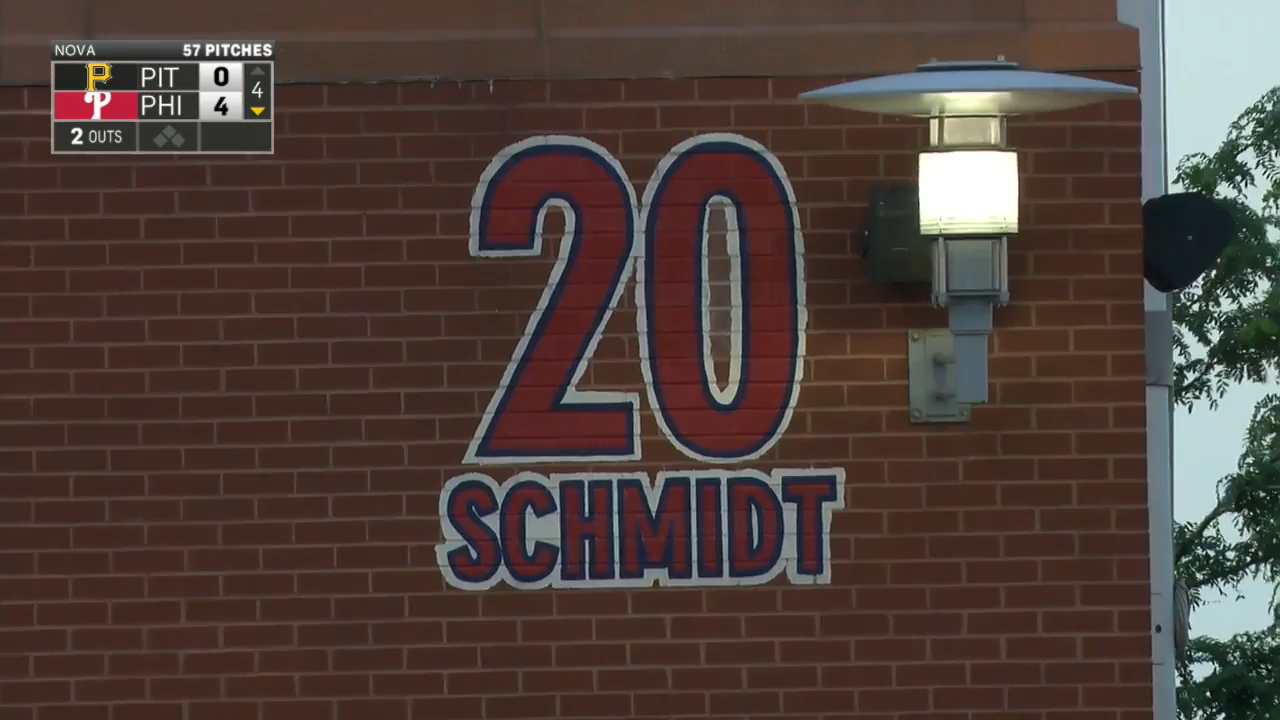 NOVA 57 PITCHES
P PIT 0 4
P PHI 4
2 OUTS
20
SCHMIDT